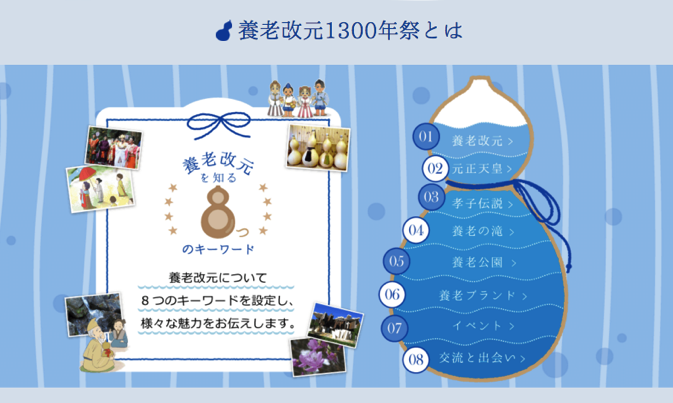 養老改元1300年祭とは
養老改元
を知る
8つ
のキーワード
養老改元について
８つのキーワードを設定し、
様々な魅力をお伝えします。
01 養老改元 >
02 元正天皇 >
03 孝子伝説 >
04 養老の滝 >
05 養老公園 >
06 養老ブランド >
07 イベント >
08 交流と出会い >